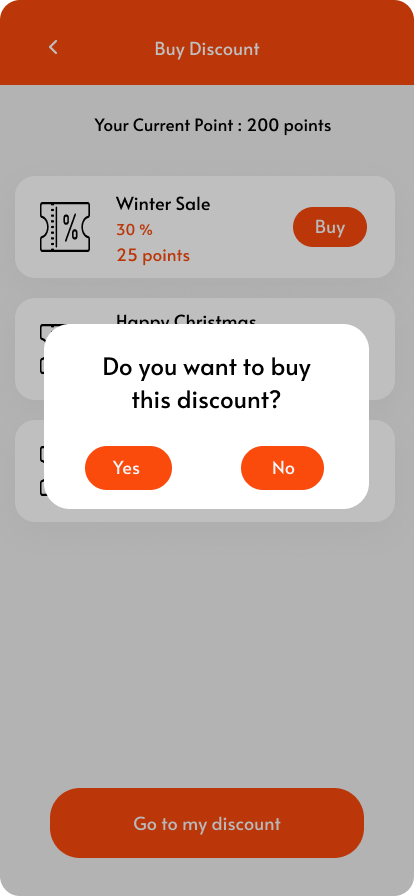 Buy Discount
Your Current Point : 200 points
Winter Sale
30 %
25 points
Buy
%
Happy Christmas
Do you want to buy
this discount?
Yes
No
Go to my discount